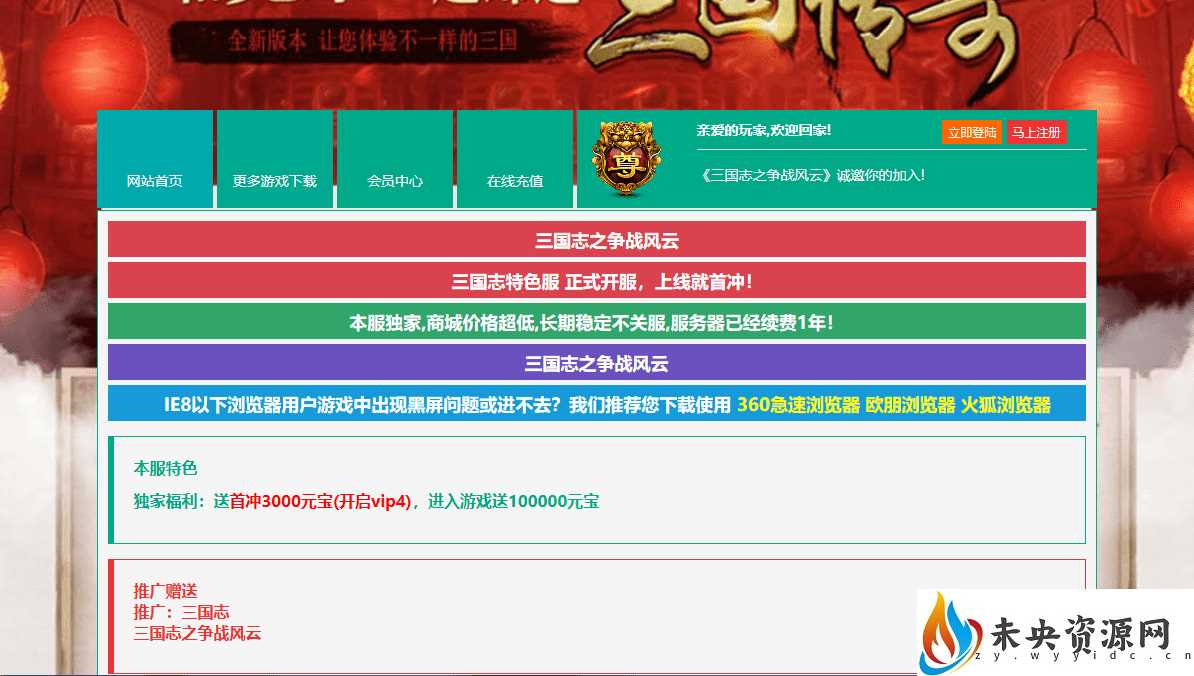 全新版本 让您体验不一样的三国
三国传奇
网站首页
更多游戏下载
会员中心
在线充值
尊
亲爱的玩家,欢迎回家!
立即登陆
马上注册
《三国志之争战风云》诚邀你的加入!
三国志之争战风云
三国志特色服 正式开服，上线就首冲!
本服独家,商城价格超低,长期稳定不关服,服务器已经续费1年!
三国志之争战风云
IE8以下浏览器用户游戏中出现黑屏问题或进不去？我们推荐您下载使用 360急速浏览器 欧朋浏览器 火狐浏览器
本服特色
独家福利：送首冲3000元宝(开启vip4)，进入游戏送100000元宝
推广赠送
推广：三国志
三国志之争战风云
未央资源网
zy.wyyidc.cn